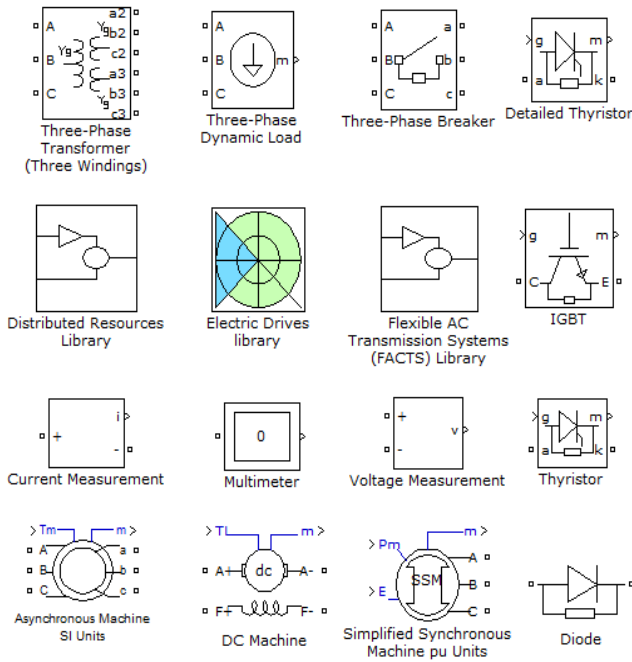 a2
A
Yg
b2
B
Yg
c2
a3
C
b3
Yg
c3
Three-Phase
Transformer
(Three Windings)
A
B
m
C
Three-Phase
Dynamic Load
A
a
B
b
C
c
Three-Phase Breaker
g
m
a
k
Detailed Thyristor
Distributed Resources
Library
Electric Drives
library
Flexible AC
Transmission Systems
(FACTS) Library
g
m
C
E
IGBT
i
+
-
Current Measurement
0
Multimeter
+
v
-
Voltage Measurement
g
m
a
k
Thyristor
Tm
m
A
a
B
b
C
c
Asynchronous Machine
SI Units
TL
m
A+
dc
A-
F+
F-
DC Machine
m
Pm
A
SSM
B
E
C
Simplified Synchronous
Machine pu Units
Diode